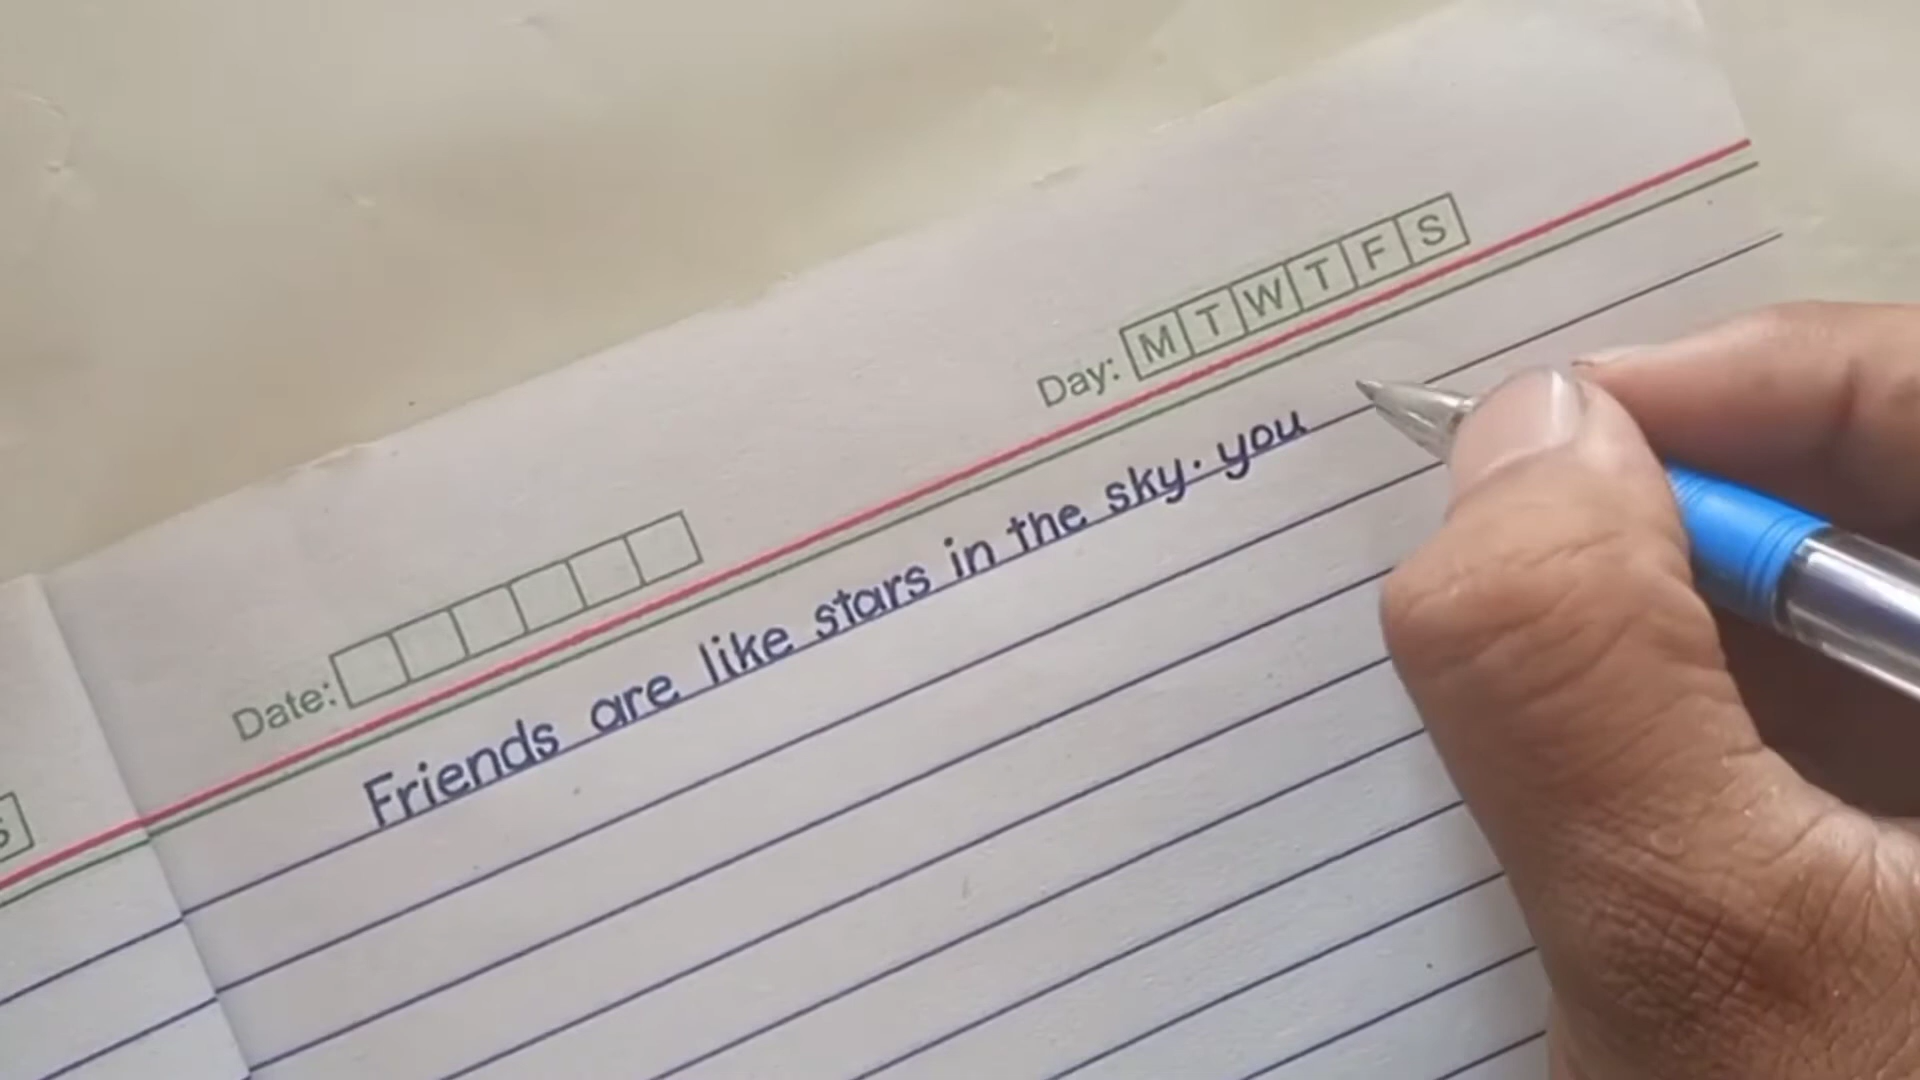 Day: M T W T F S
Date:
Friends are like stars in the sky. you
S